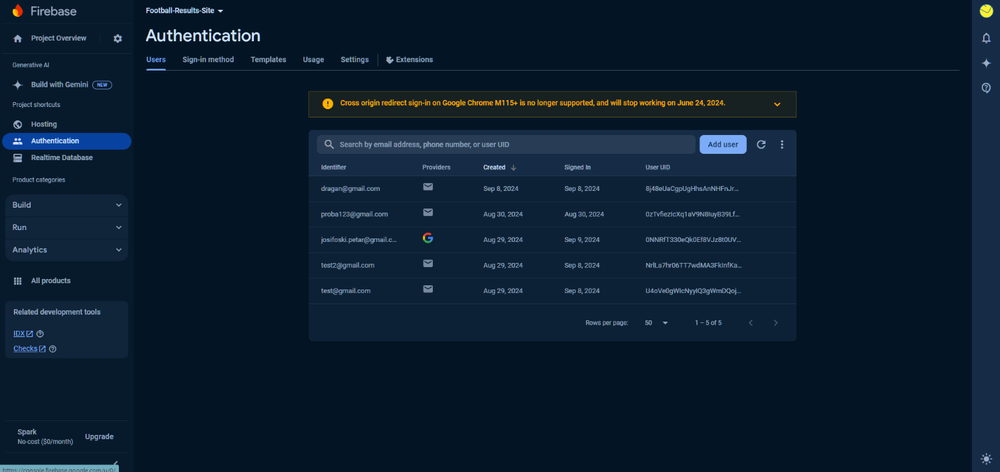 Firebase
Football-Results-Site
Project Overview
Authentication
Users Sign-in method Templates Usage Settings Extensions
Generative AI
Build with Gemini NEW
Project shortcuts
Hosting
Authentication
Realtime Database
Product categories
Build
Run
Analytics
All products
Related development tools
IDX
Checks
Spark
No-cost ($0/month)
Upgrade
https://console.firebase.google.com/u/0/
Cross origin redirect sign-in on Google Chrome M115+ is no longer supported, and will stop working on June 24, 2024.
Search by email address, phone number, or user UID
Add user
Identifier Providers Created Signed In User UID
dragan@gmail.com Sep 8, 2024 Sep 8, 2024 8j48eUaCgpUgHhsAnNHFnJr...
proba123@gmail.com Aug 30, 2024 Aug 30, 2024 0zTvfiezIcXq1aV9N8IuyB39Lf...
josifoski.petar@gmail.c... Aug 29, 2024 Sep 9, 2024 0NNRfT330eQk0Ef8VJz8t0UV...
test2@gmail.com Aug 29, 2024 Sep 8, 2024 NrlLa7hr06TT7wdMA3FkInfKa...
test@gmail.com Aug 29, 2024 Sep 8, 2024 U4oVe0gWIcNyyIQ3gWmDQoj...
Rows per page: 50 1 – 5 of 5